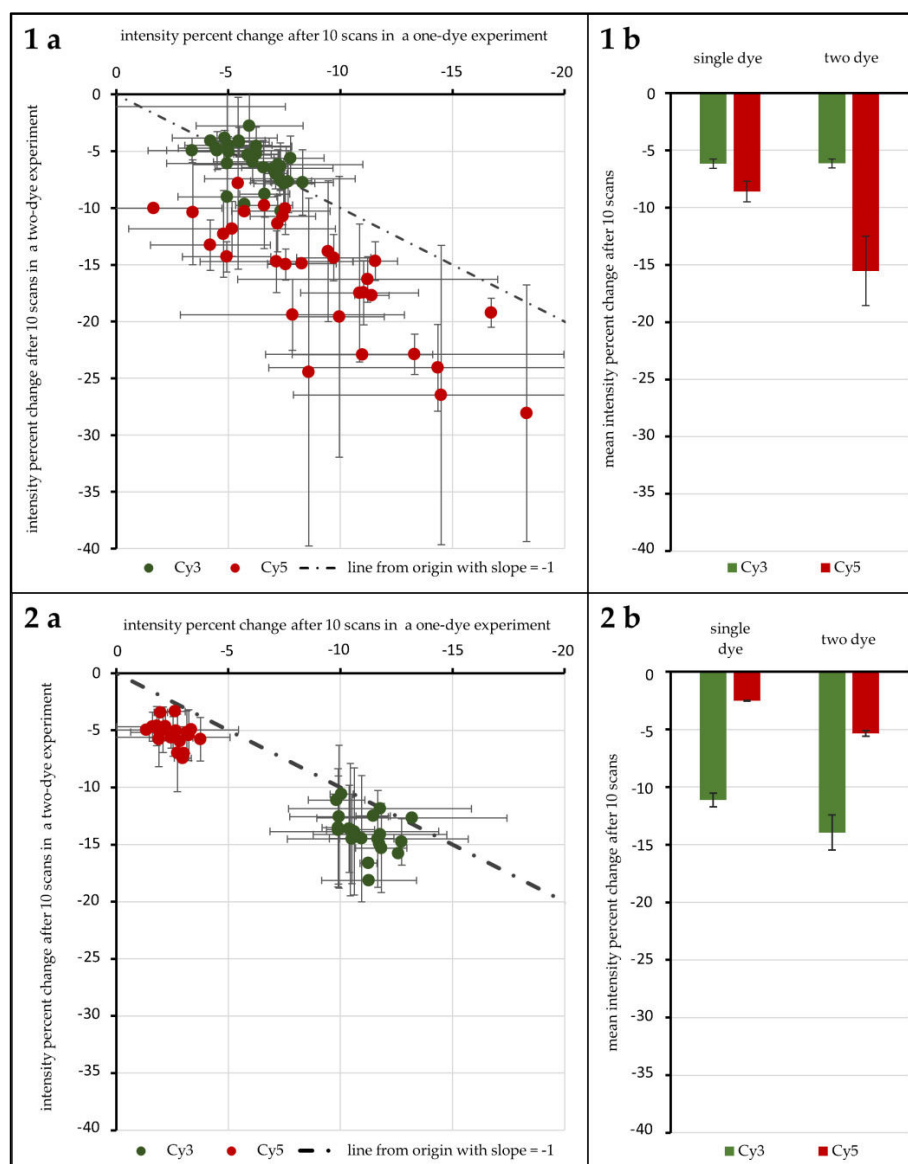 1 a
intensity percent change after 10 scans in a one-dye experiment
0 -5 -10 -15 -20
0
-5
-10
-15
-20
-25
-30
-35
-40
intensity percent change after 10 scans in a two-dye experiment
Cy3 Cy5 line from origin with slope = -1
1 b
single dye two dye
0
-5
-10
-15
-20
-25
-30
-35
-40
mean intensity percent change after 10 scans
Cy3 Cy5
2 a
intensity percent change after 10 scans in a one-dye experiment
0 -5 -10 -15 -20
0
-5
-10
-15
-20
-25
-30
-35
-40
intensity percent change after 10 scans in a two-dye experiment
Cy3 Cy5 line from origin with slope = -1
2 b
single
dye
two dye
0
-5
-10
-15
-20
-25
-30
-35
-40
mean intensity percent change after 10 scans
Cy3 Cy5